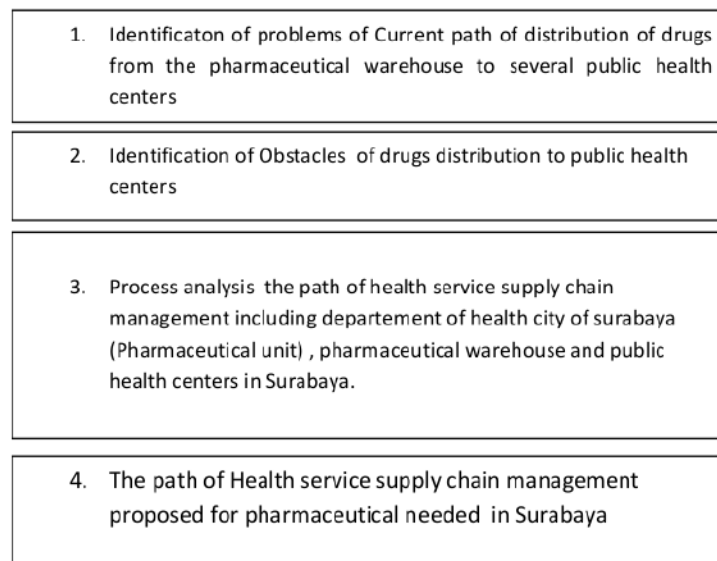 1. Identificaton of problems of Current path of distribution of drugs
from the pharmaceutical warehouse to several public health
centers
2. Identification of Obstacles of drugs distribution to public health
centers
3. Process analysis the path of health service supply chain
management including departement of health city of surabaya
(Pharmaceutical unit) , pharmaceutical warehouse and public
health centers in Surabaya.
4. The path of Health service supply chain management
proposed for pharmaceutical needed in Surabaya